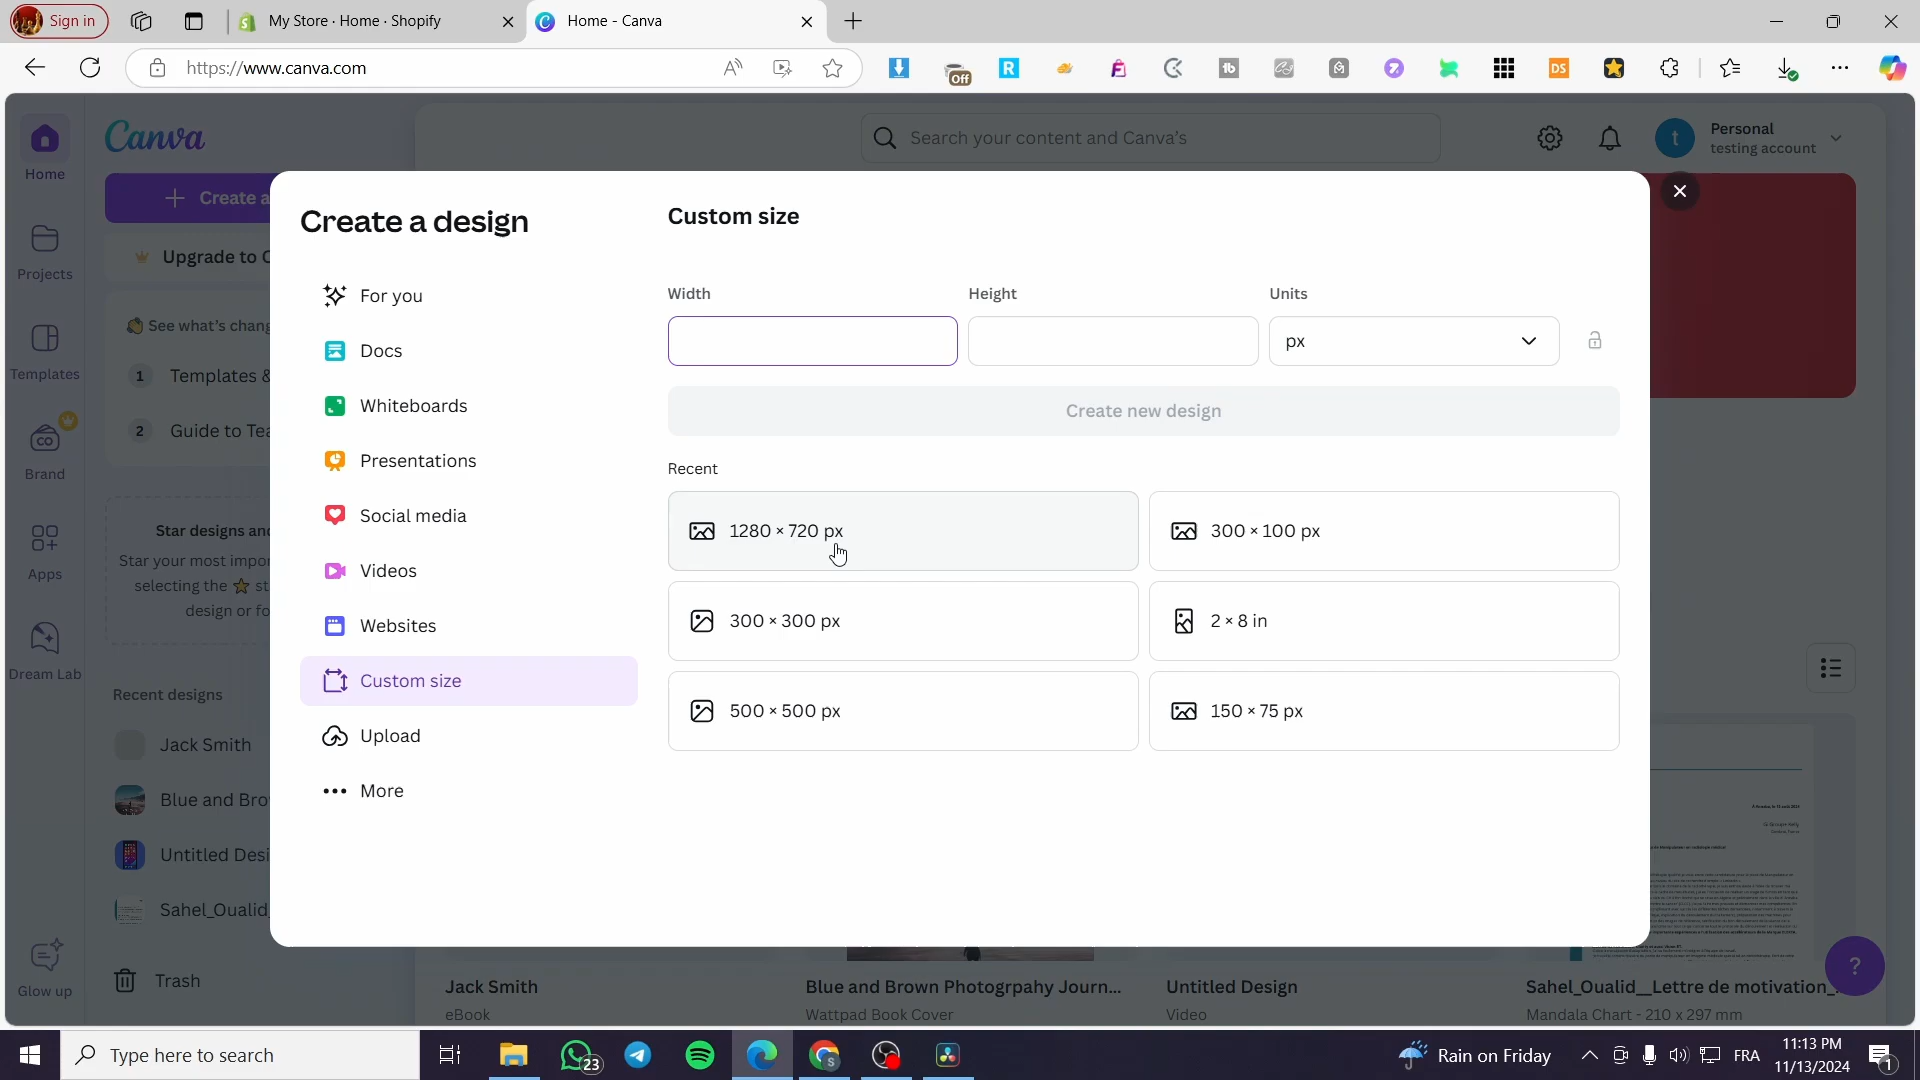 Sign in
My Store · Home · Shopify
Home - Canva
https://www.canva.com
Off
R
tb
DS
Home
Canva
Search your content and Canva's
t
Personal
testing account
Create a
Upgrade to C
Projects
See what's chang
Templates
1 Templates &
2 Guide to Tea
CO
Brand
Star designs an
Star your most impor
selecting the st
design or fo
Apps
Dream Lab
Recent designs
Jack Smith
Blue and Bro
Untitled Desi
Sahel_Oualid_
Trash
Glow up
Create a design
For you
Docs
Whiteboards
Presentations
Social media
Videos
Websites
Custom size
Upload
More
Custom size
Width
Height
Units
px
Create new design
Recent
1280 × 720 px
300 × 100 px
300 × 300 px
2 × 8 in
500 × 500 px
150 × 75 px
Jack Smith
eBook
Blue and Brown Photogrpahy Journ...
Wattpad Book Cover
Untitled Design
Video
Sahel_Oualid__Lettre de motivation_
Mandala Chart - 210 x 297 mm
?
Type here to search
23
S
Rain on Friday
FRA
11:13 PM
11/13/2024
1